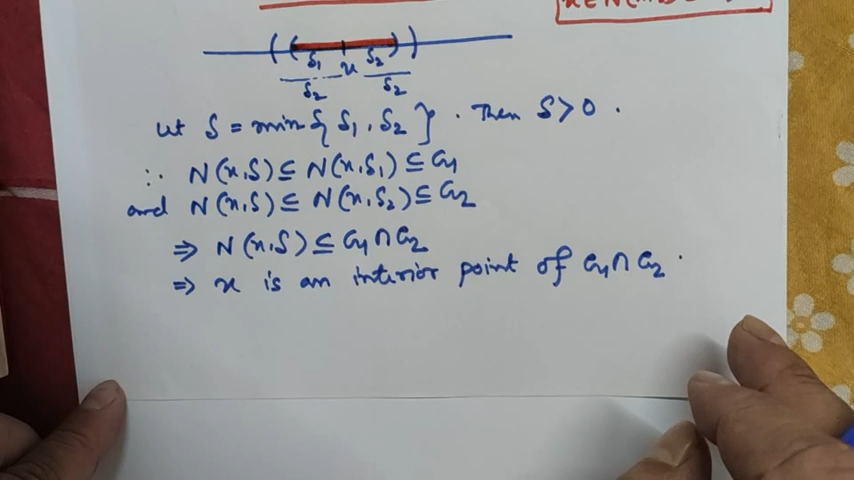 δ₁ x δ₂
δ₂ δ₂
Let δ = min{ δ₁, δ₂ } . Then δ > 0 .
∴ N(x,δ) ⊆ N(x,δ₁) ⊆ G₁
and N(x,δ) ⊆ N(x,δ₂) ⊆ G₂
⇒ N(x,δ) ⊆ G₁ ∩ G₂
⇒ x is an interior point of G₁ ∩ G₂ .